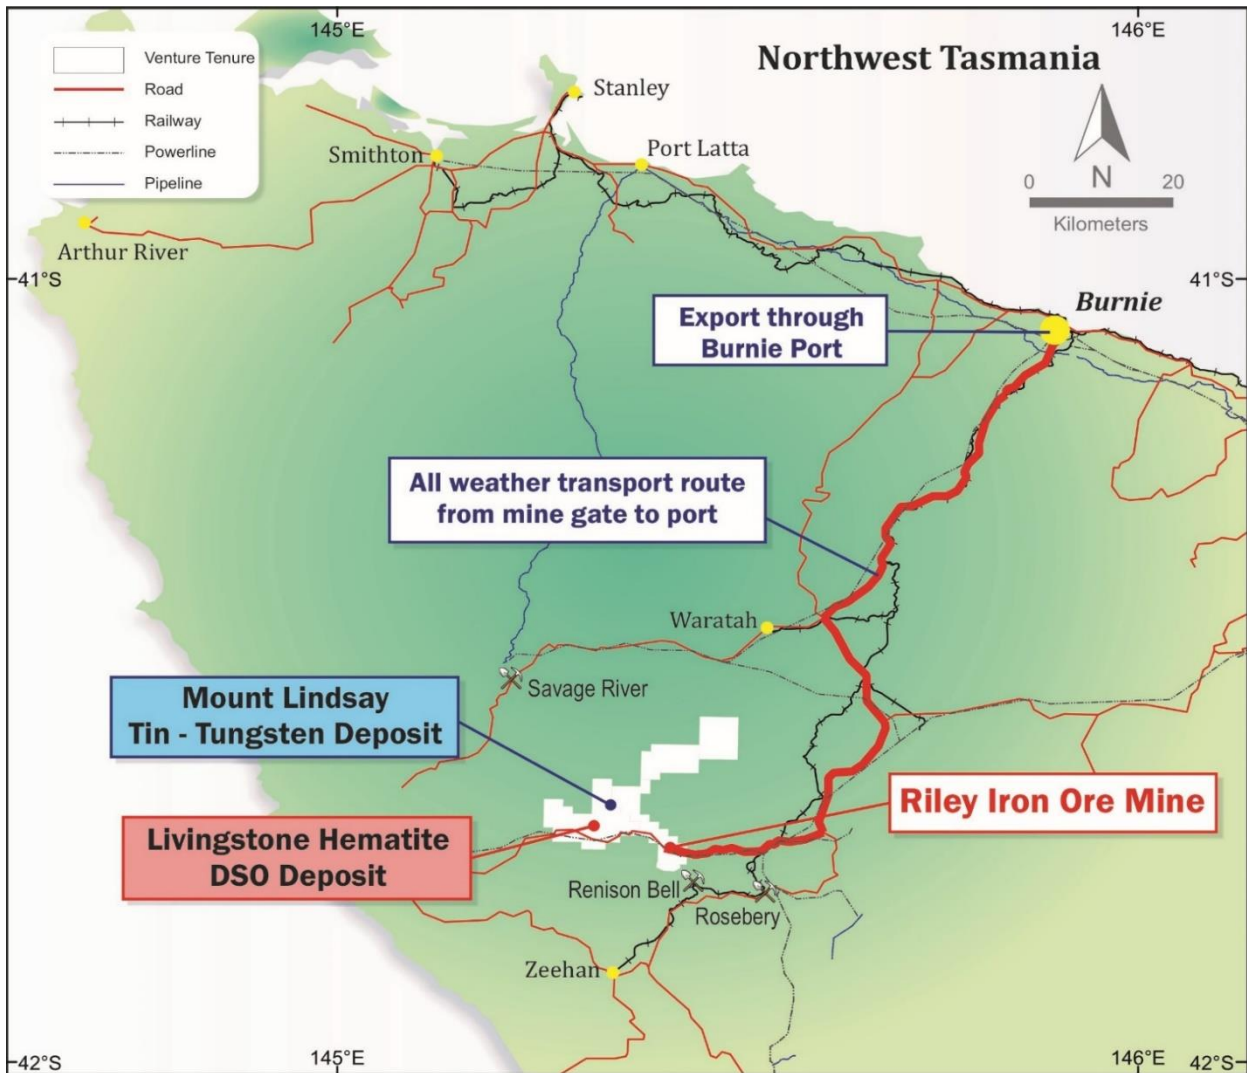 145°E
146°E
Northwest Tasmania
Venture Tenure
Road
Railway
Powerline
Pipeline
N
0
20
Kilometers
Stanley
Smithton
Port Latta
Arthur River
41°S
41°S
Burnie
Export through
Burnie Port
All weather transport route
from mine gate to port
Waratah
Savage River
Mount Lindsay
Tin - Tungsten Deposit
Riley Iron Ore Mine
Livingstone Hematite
DSO Deposit
Renison Bell
Rosebery
Zeehan
42°S
145°E
146°E
42°S